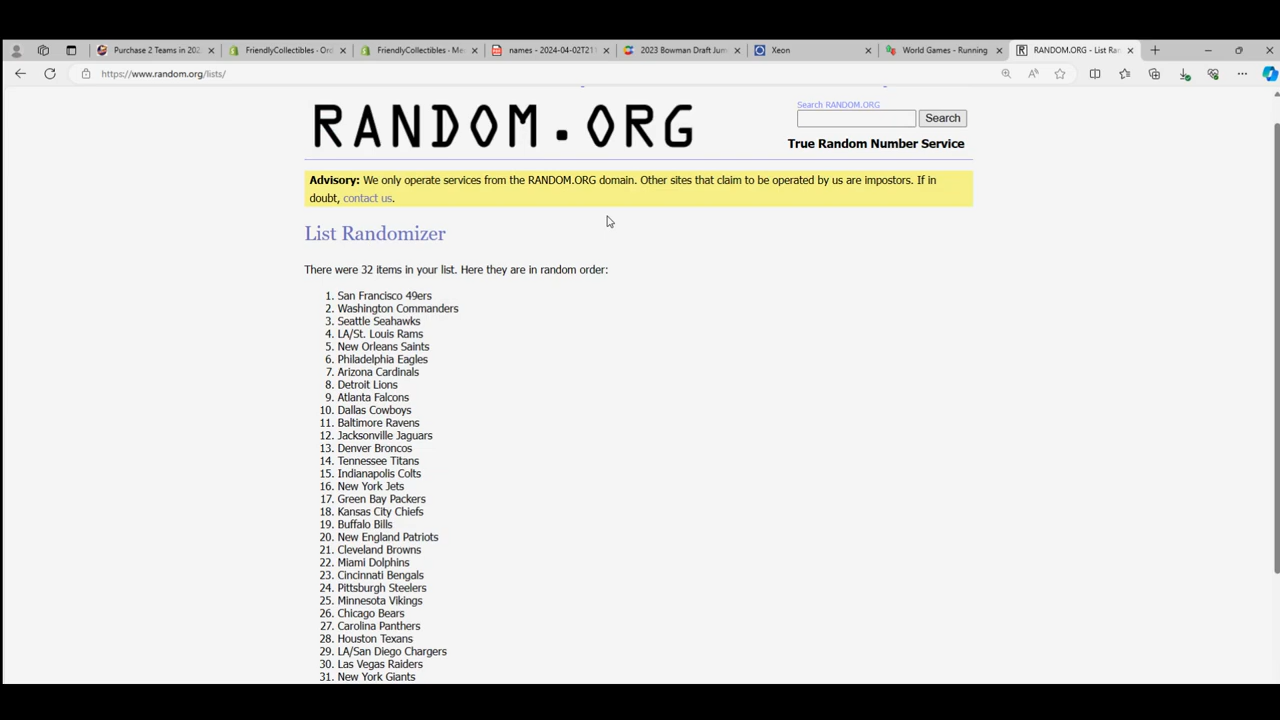 Purchase 2 Teams in 202
FriendlyCollectibles - Or
FriendlyCollectibles - Me
names - 2024-04-02T21
2023 Bowman Draft Jum
Xeon
World Games - Running
RANDOM.ORG - List Ra
https://www.random.org/lists/
RANDOM.ORG
Search RANDOM.ORG
Search
True Random Number Service
Advisory: We only operate services from the RANDOM.ORG domain. Other sites that claim to be operated by us are impostors. If in
doubt, contact us.
List Randomizer
There were 32 items in your list. Here they are in random order:
1. San Francisco 49ers
2. Washington Commanders
3. Seattle Seahawks
4. LA/St. Louis Rams
5. New Orleans Saints
6. Philadelphia Eagles
7. Arizona Cardinals
8. Detroit Lions
9. Atlanta Falcons
10. Dallas Cowboys
11. Baltimore Ravens
12. Jacksonville Jaguars
13. Denver Broncos
14. Tennessee Titans
15. Indianapolis Colts
16. New York Jets
17. Green Bay Packers
18. Kansas City Chiefs
19. Buffalo Bills
20. New England Patriots
21. Cleveland Browns
22. Miami Dolphins
23. Cincinnati Bengals
24. Pittsburgh Steelers
25. Minnesota Vikings
26. Chicago Bears
27. Carolina Panthers
28. Houston Texans
29. LA/San Diego Chargers
30. Las Vegas Raiders
31. New York Giants